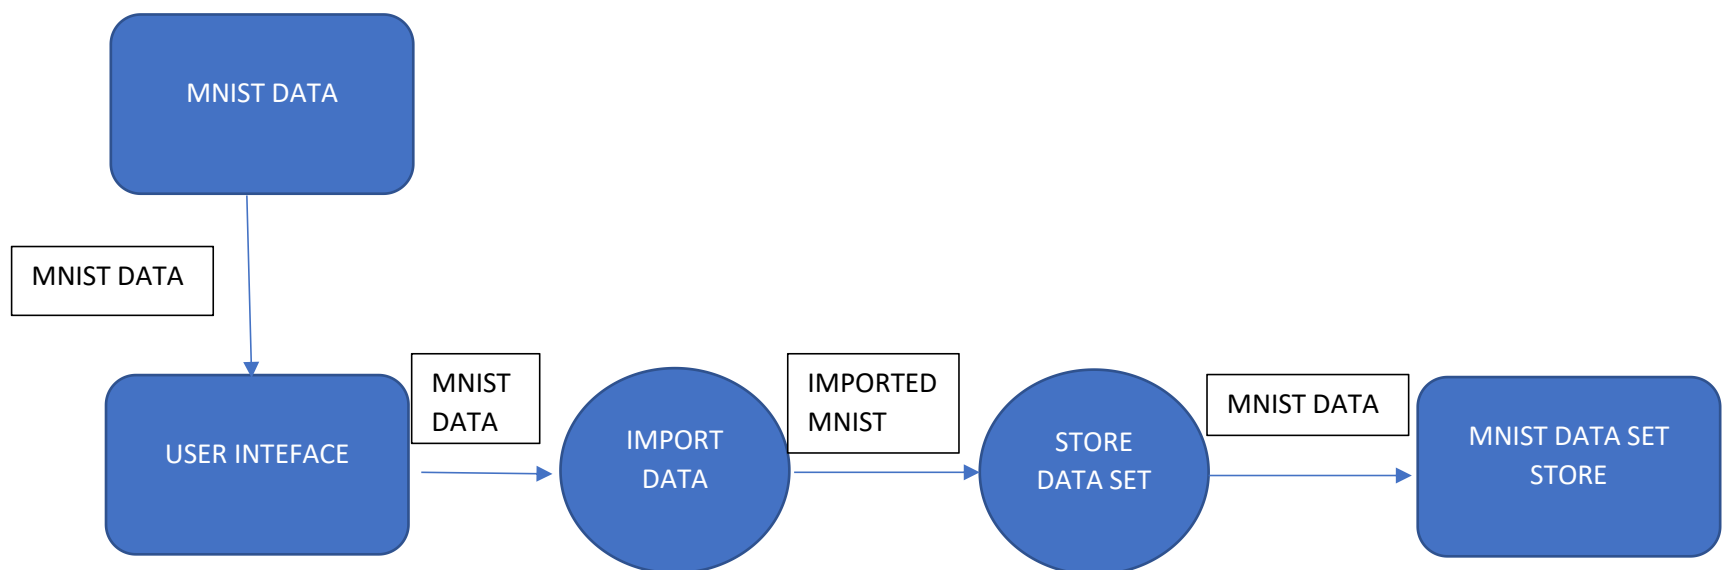 MNIST DATA
MNIST DATA
MNIST
DATA
IMPORTED
MNIST
MNIST DATA
USER INTEFACE
IMPORT
DATA
STORE
DATA SET
MNIST DATA SET
STORE